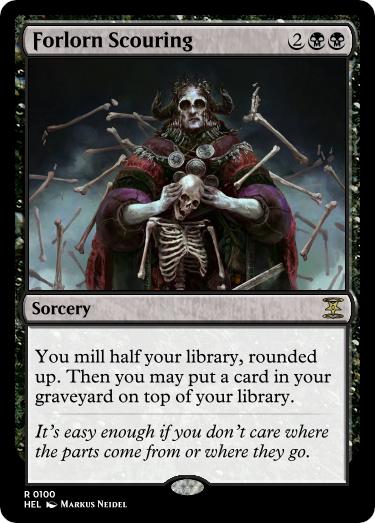 Forlorn Scouring 2
Sorcery
You mill half your library, rounded
up. Then you may put a card in your
graveyard on top of your library.
It's easy enough if you don't care where
the parts come from or where they go.
R 0100
HEL Markus Neidel